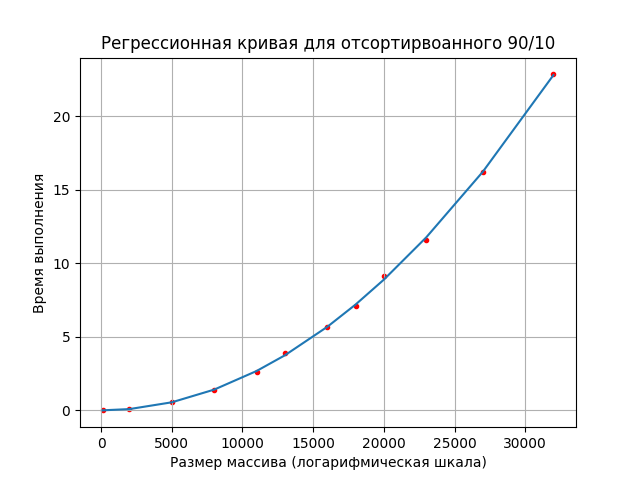 Регрессионная кривая для отсортирвоанного 90/10
Время выполнения
20
15
10
5
0
0 5000 10000 15000 20000 25000 30000
Размер массива (логарифмическая шкала)